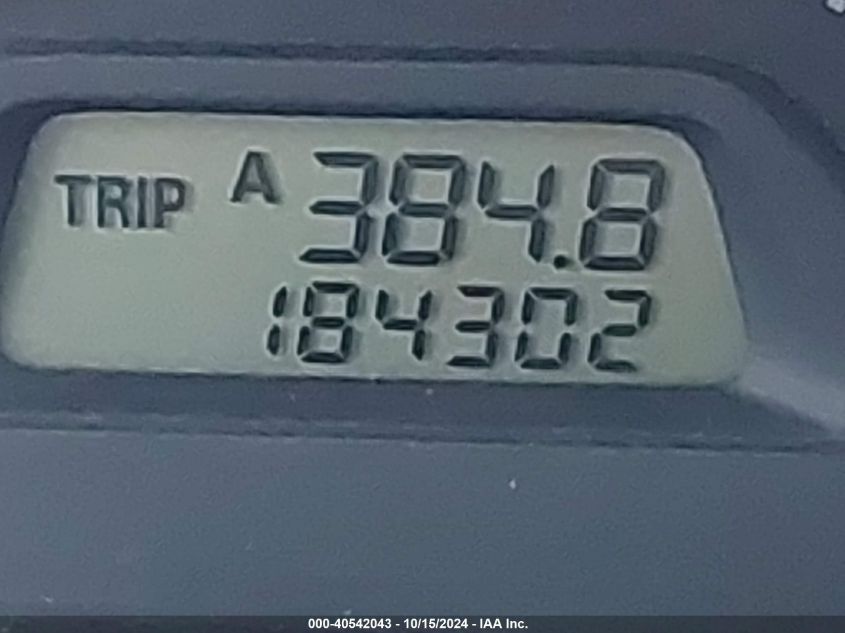 TRIP A 384.8
184302
000-40542043 - 10/15/2024 - IAA Inc.